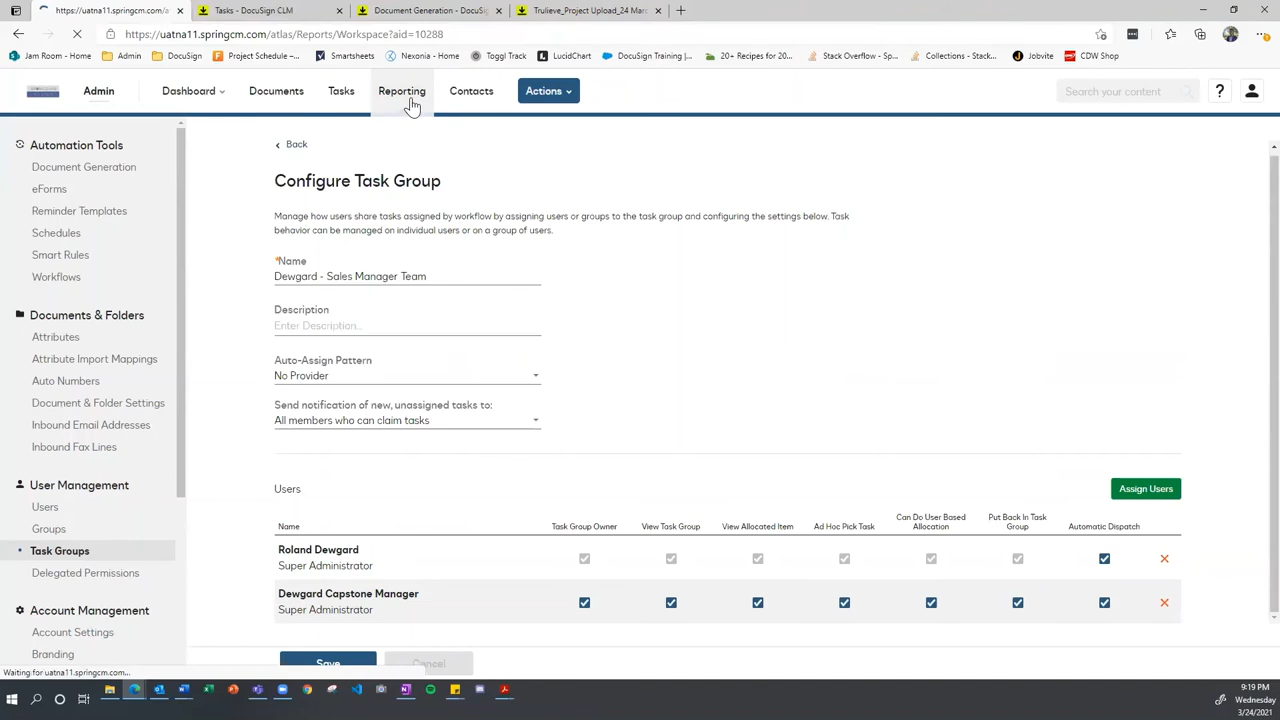 https://uatna11.springcm.com/at
Tasks - DocuSign CLM
Document Generation - DocuSig
Trulieve_Project Upload_24 Marc
https://uatna11.springcm.com/atlas/Reports/Workspace?aid=10288
Jam Room - Home
Admin
DocuSign
Project Schedule -...
Smartsheets
Nexonia - Home
Toggl Track
LucidChart
DocuSign Training |...
20+ Recipes for 20...
Stack Overflow - Sp...
Collections - Stack...
Jobvite
CDW Shop
Admin
Dashboard
Documents
Tasks
Reporting
Contacts
Actions
Search your content
?
Automation Tools
Document Generation
eForms
Reminder Templates
Schedules
Smart Rules
Workflows
Documents & Folders
Attributes
Attribute Import Mappings
Auto Numbers
Document & Folder Settings
Inbound Email Addresses
Inbound Fax Lines
User Management
Users
Groups
Task Groups
Delegated Permissions
Account Management
Account Settings
Branding
Back
Configure Task Group
Manage how users share tasks assigned by workflow by assigning users or groups to the task group and configuring the settings below. Task
behavior can be managed on individual users or on a group of users.
*Name
Dewgard - Sales Manager Team
Description
Enter Description...
Auto-Assign Pattern
No Provider
Send notification of new, unassigned tasks to:
All members who can claim tasks
Users
Assign Users
Name
Task Group Owner
View Task Group
View Allocated Item
Ad Hoc Pick Task
Can Do User Based
Allocation
Put Back In Task
Group
Automatic Dispatch
Roland Dewgard
Super Administrator
Dewgard Capstone Manager
Super Administrator
Save
Cancel
Waiting for uatna11.springcm.com...
9:19 PM
Wednesday
3/24/2021